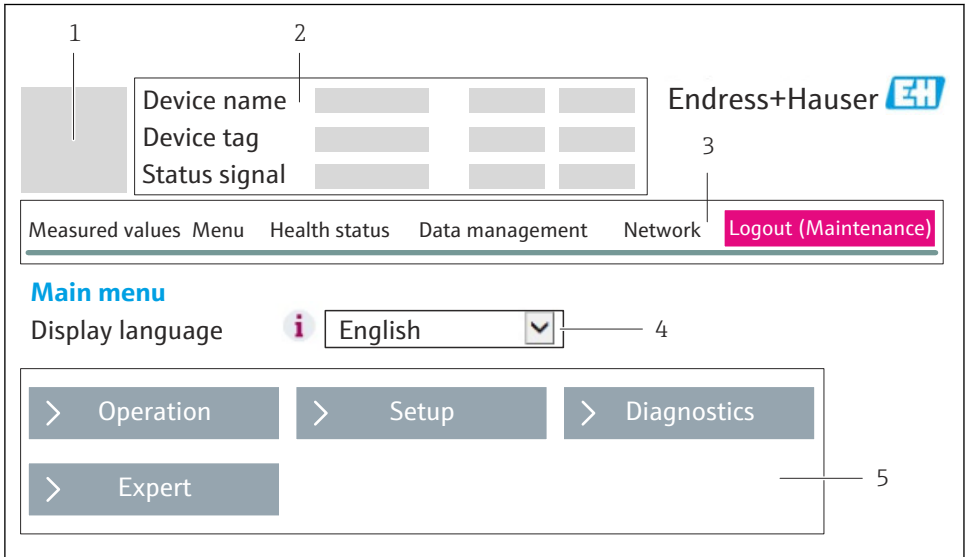 1 2
Device name
Endress+Hauser EH
Device tag
3
Status signal
Measured values Menu Health status Data management Network Logout (Maintenance)
Main menu
Display language i English 4
Operation Setup Diagnostics
Expert 5